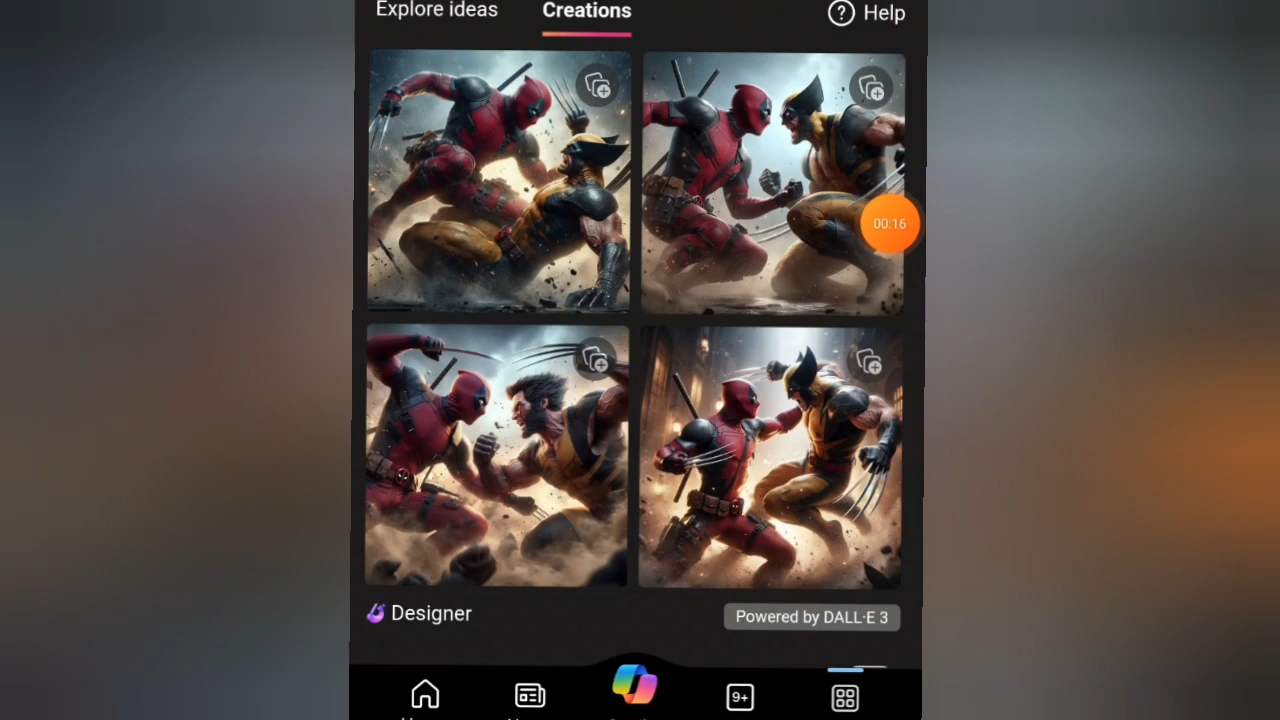 Explore ideas
Creations
Help
00:16
Designer
Powered by DALL·E 3
9+